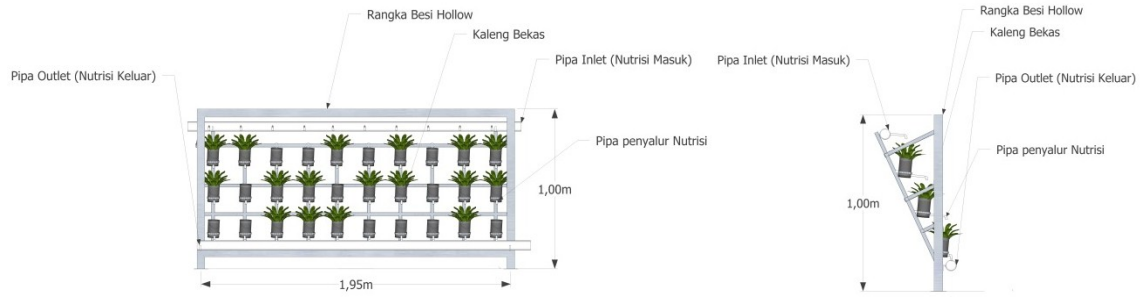 Rangka Besi Hollow
Kaleng Bekas
Pipa Outlet (Nutrisi Keluar)
Pipa Inlet (Nutrisi Masuk)
Pipa penyalur Nutrisi
1,00m
1,95m
Rangka Besi Hollow
Kaleng Bekas
Pipa Inlet (Nutrisi Masuk)
Pipa Outlet (Nutrisi Keluar)
Pipa penyalur Nutrisi
1,00m